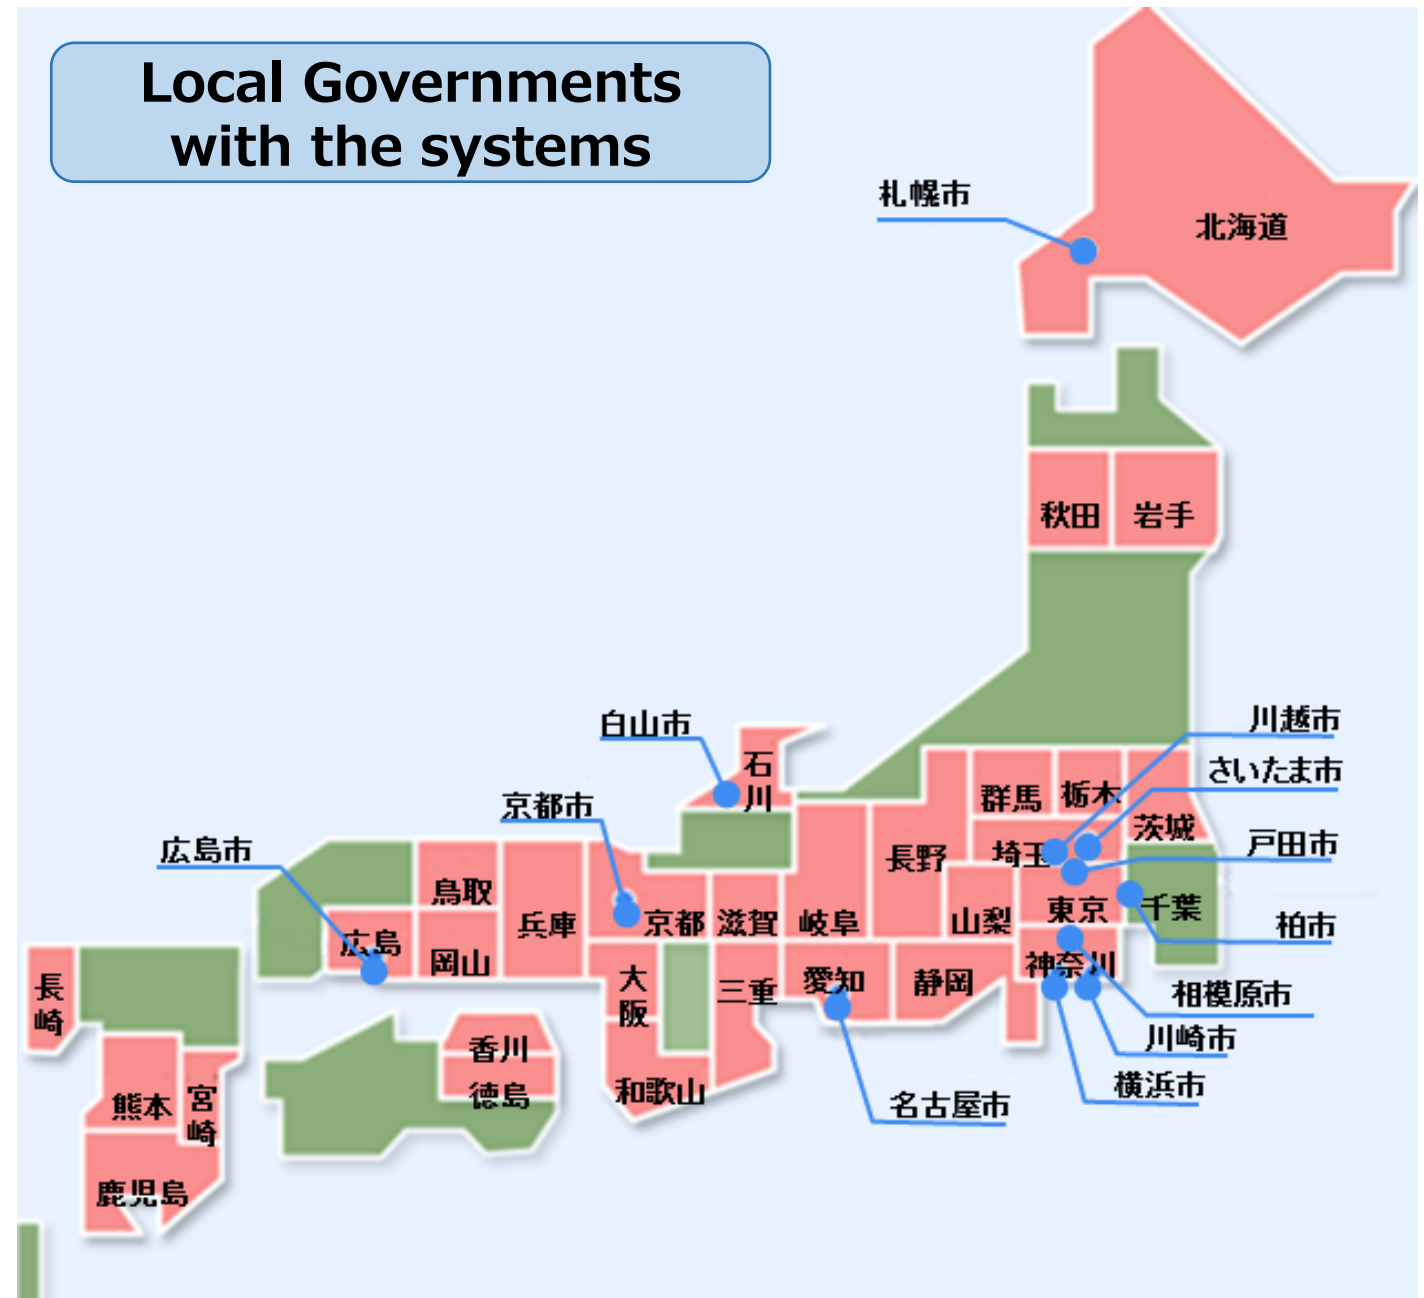 Local Governments
with the systems
札幌市
北海道
秋田
岩手
川越市
白山市
石
川
さいたま市
群馬
栃木
京都市
茨城
戸田市
広島市
埼玉
長野
鳥取
千葉
東京
兵庫
京都
滋賀
岐阜
山梨
柏市
広島
岡山
神奈川
大
阪
三重
愛知
静岡
相模原市
長
崎
川崎市
香川
横浜市
徳島
和歌山
名古屋市
熊本
宮
崎
鹿児島